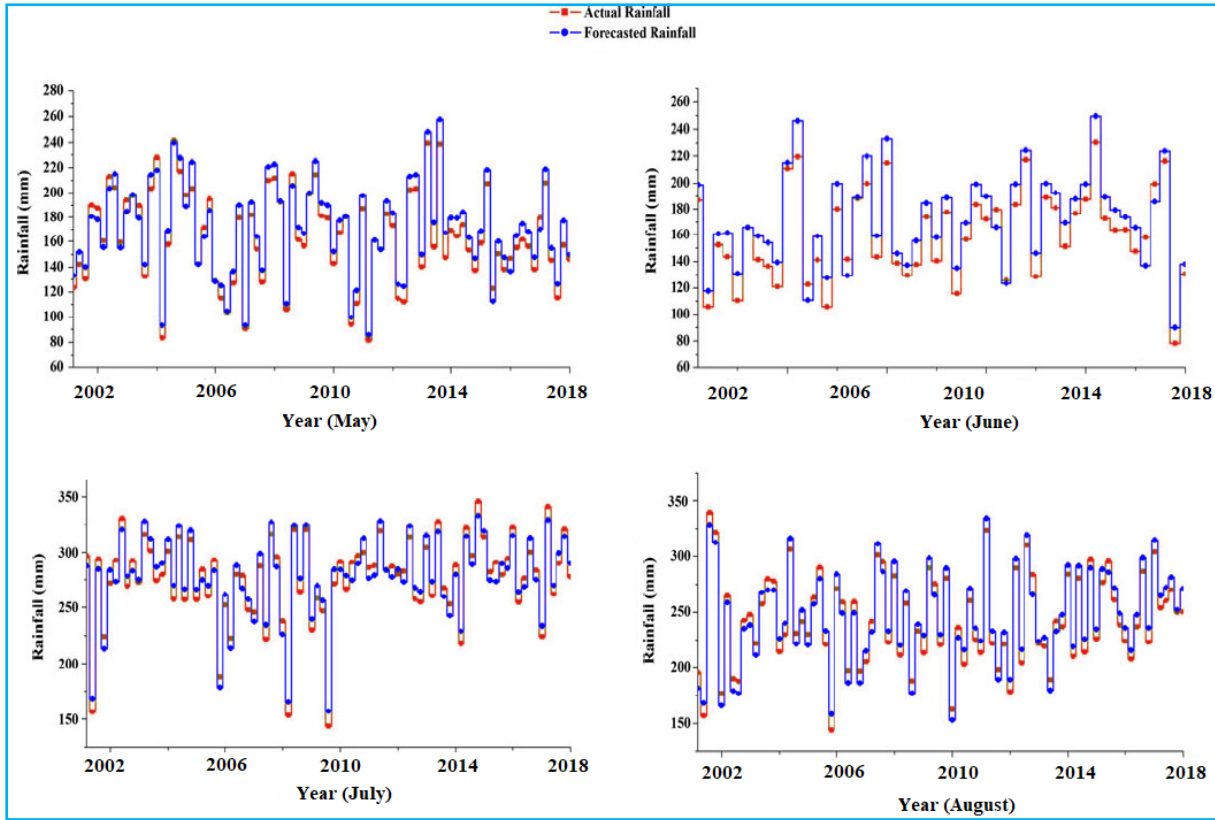 Actual Rainfall
Forecasted Rainfall
Rainfall (mm)
280
260
240
220
200
180
160
140
120
100
80
60
2002 2006 2010 2014 2018
Year (May)
Rainfall (mm)
260
240
220
200
180
160
140
120
100
80
60
2002 2006 2010 2014 2018
Year (June)
Rainfall (mm)
350
300
250
200
150
2002 2006 2010 2014 2018
Year (July)
Rainfall (mm)
350
300
250
200
150
2002 2006 2010 2014 2018
Year (August)